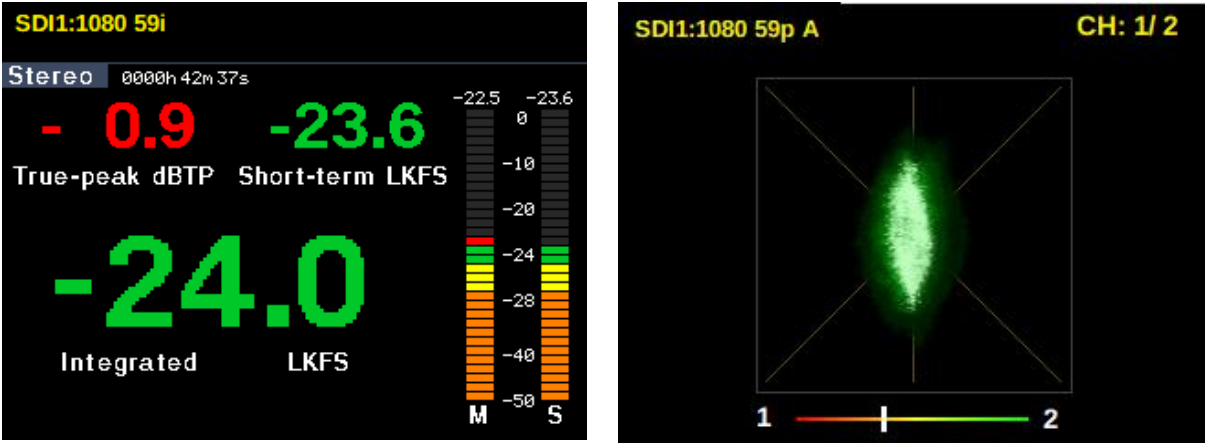 SDI1:1080 59i
Stereo 0000h 42m 37s
- 0.9 -23.6
True-peak dBTP Short-term LKFS
-24.0
Integrated LKFS
-22.5 -23.6
0
-10
-20
-24
-28
-40
-50
M S
SDI1:1080 59p A CH: 1/ 2
1 2